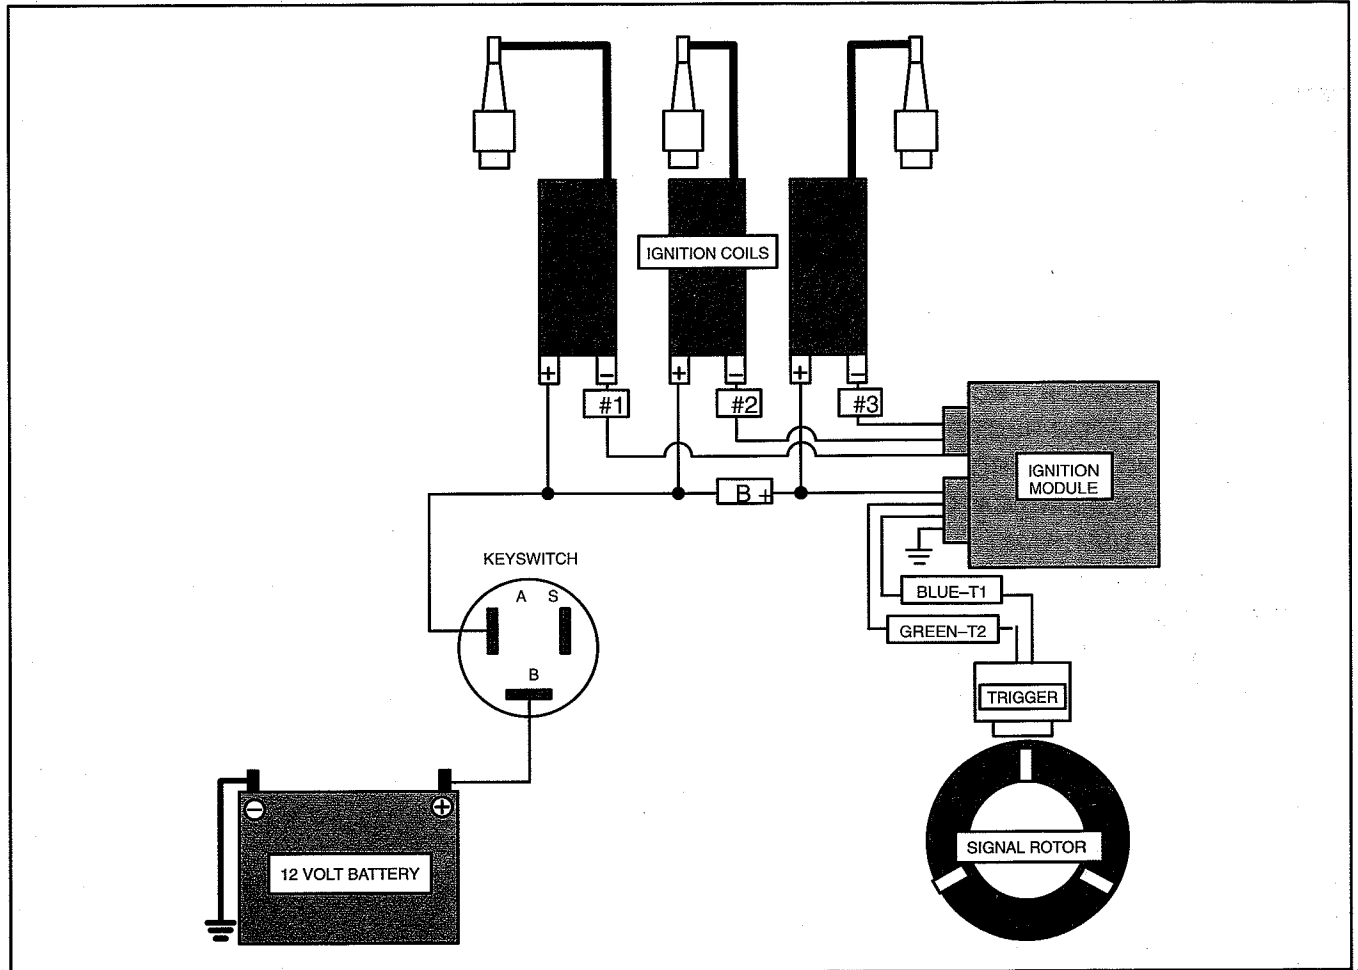 IGNITION COILS
+
−
+
−
+
−
#1
#2
#3
IGNITION
MODULE
B +
KEYSWITCH
A S
B
BLUE–T1
GREEN–T2
TRIGGER
SIGNAL ROTOR
−
+
12 VOLT BATTERY